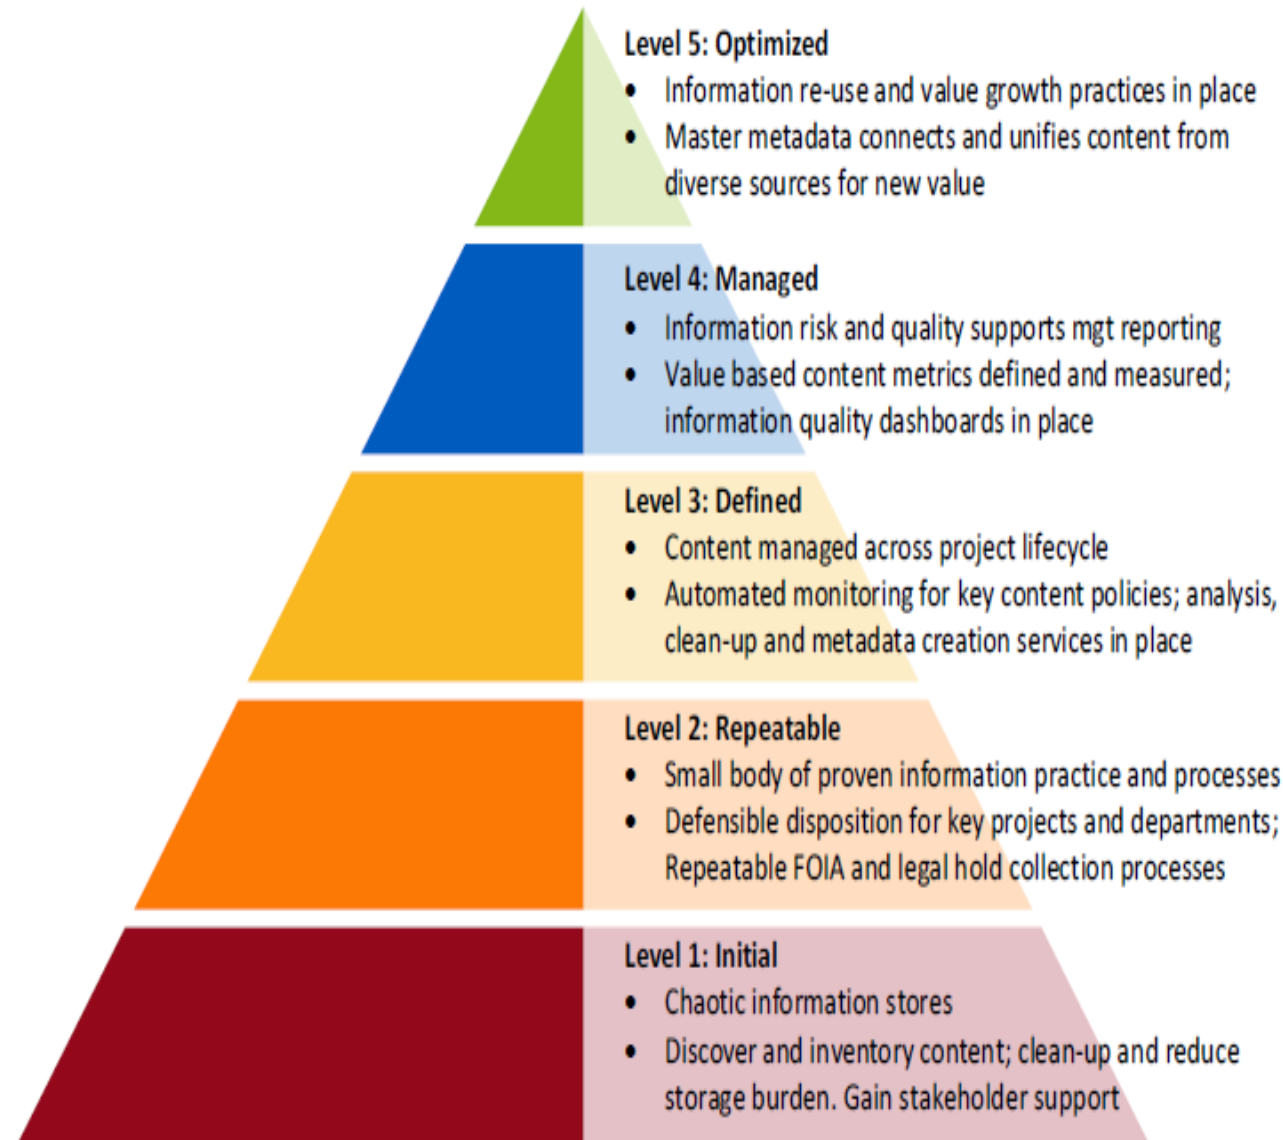 Level 5: Optimized
• Information re-use and value growth practices in place
• Master metadata connects and unifies content from
diverse sources for new value
Level 4: Managed
• Information risk and quality supports mgt reporting
• Value based content metrics defined and measured;
information quality dashboards in place
Level 3: Defined
• Content managed across project lifecycle
• Automated monitoring for key content policies; analysis,
clean-up and metadata creation services in place
Level 2: Repeatable
• Small body of proven information practice and processes
• Defensible disposition for key projects and departments;
Repeatable FOIA and legal hold collection processes
Level 1: Initial
• Chaotic information stores
• Discover and inventory content; clean-up and reduce
storage burden. Gain stakeholder support